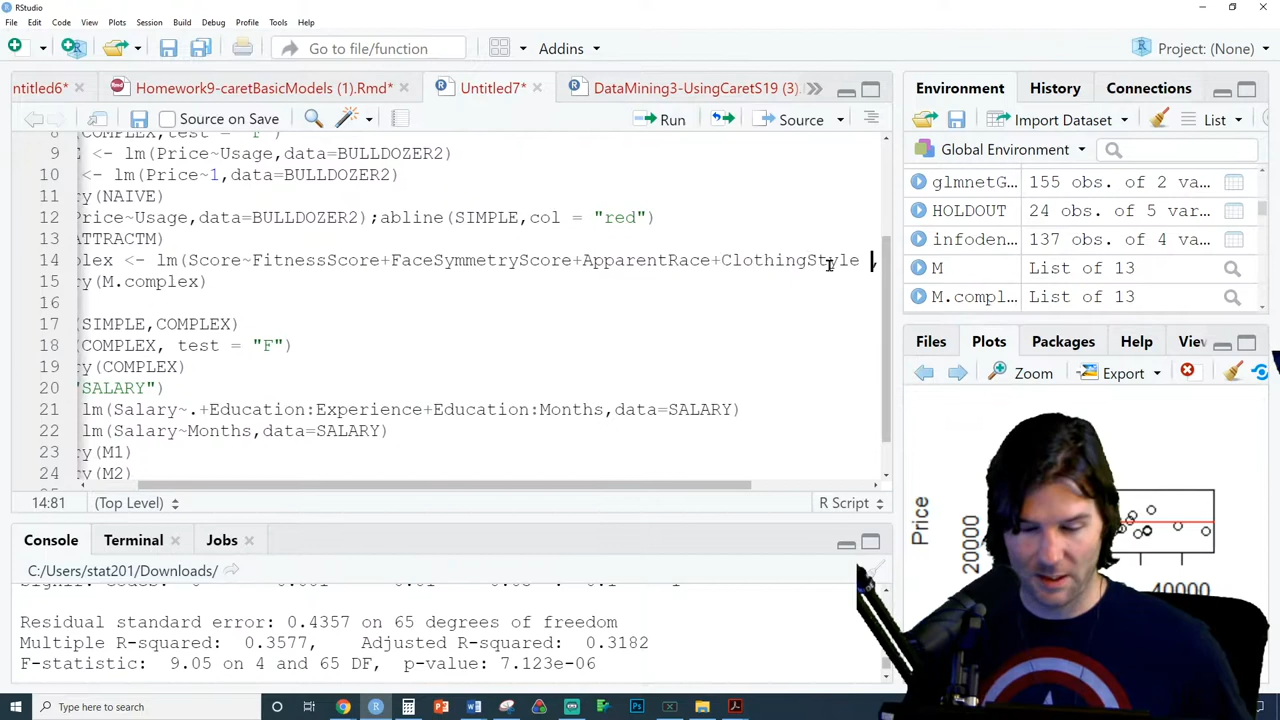 RStudio
File Edit Code View Plots Session Build Debug Profile Tools Help
Go to file/function
Addins
Project: (None)
ntitled6*
Homework9-caretBasicModels (1).Rmd*
Untitled7*
DataMining3-UsingCaretS19 (3).
Source on Save
Run
Source
9 <- lm(Price~Usage,data=BULLDOZER2)
10 <- lm(Price~1,data=BULLDOZER2)
11 ry(NAIVE)
12 Price~Usage,data=BULLDOZER2);abline(SIMPLE,col = "red")
13 ATTRACTM)
14 plex <- lm(Score~FitnessScore+FaceSymmetryScore+ApparentRace+ClothingStyle ,
15 ry(M.complex)
16
17 (SIMPLE,COMPLEX)
18 (COMPLEX, test = "F")
19 ry(COMPLEX)
20 "SALARY")
21 lm(Salary~.+Education:Experience+Education:Months,data=SALARY)
22 lm(Salary~Months,data=SALARY)
23 ry(M1)
24 ry(M2)
14:81 (Top Level) R Script
Console Terminal Jobs
C:/Users/stat201/Downloads/
Residual standard error: 0.4357 on 65 degrees of freedom
Multiple R-squared: 0.3577, Adjusted R-squared: 0.3182
F-statistic: 9.05 on 4 and 65 DF, p-value: 7.123e-06
Environment History Connections
Import Dataset List
Global Environment
glmnetG… 155 obs. of 2 va…
HOLDOUT 24 obs. of 5 var…
infoden… 137 obs. of 4 va…
M List of 13
M.compl… List of 13
Files Plots Packages Help Vi
Zoom Export
Price
20000
40000
Type here to search